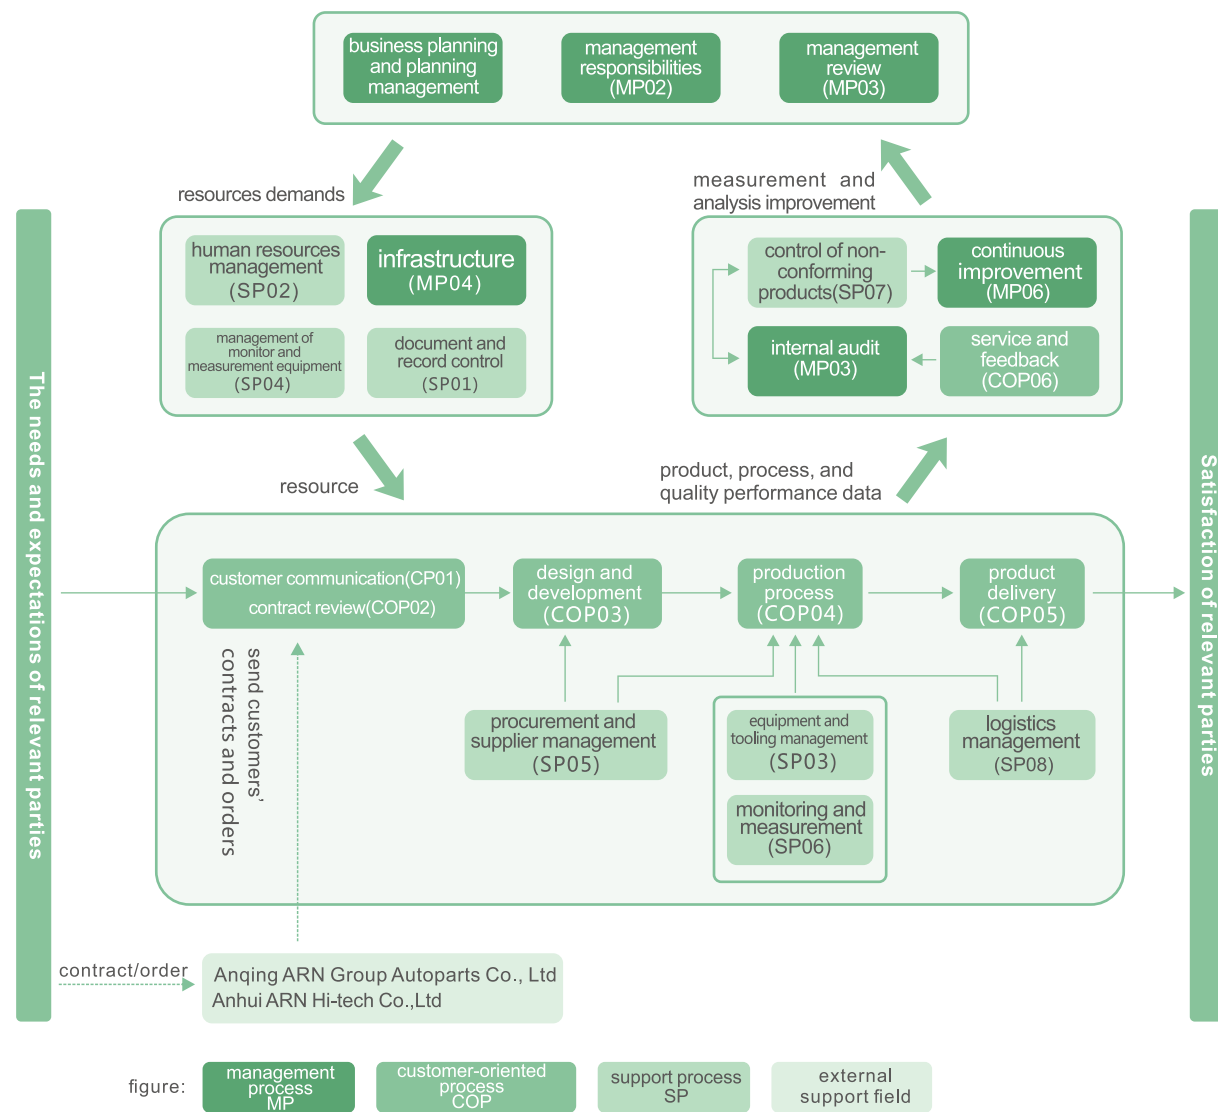 business planning
and planning
management
management
responsibilities
(MP02)
management
review
(MP03)
resources demands
measurement and
analysis improvement
human resources
management
(SP02)
infrastructure
(MP04)
management of
monitor and
measurement equipment
(SP04)
document and
record control
(SP01)
control of non-
conforming
products(SP07)
continuous
improvement
(MP06)
internal audit
(MP03)
service and
feedback
(COP06)
The needs and expectations of relevant parties
Satisfaction of relevant parties
resource
product, process, and
quality performance data
customer communication(CP01)
contract review(COP02)
design and
development
(COP03)
production
process
(COP04)
product
delivery
(COP05)
send customers'
contracts and orders
procurement and
supplier management
(SP05)
equipment and
tooling management
(SP03)
monitoring and
measurement
(SP06)
logistics
management
(SP08)
contract/order
Anqing ARN Group Autoparts Co., Ltd
Anhui ARN Hi-tech Co.,Ltd
figure:
management
process
MP
customer-oriented
process
COP
support process
SP
external
support field